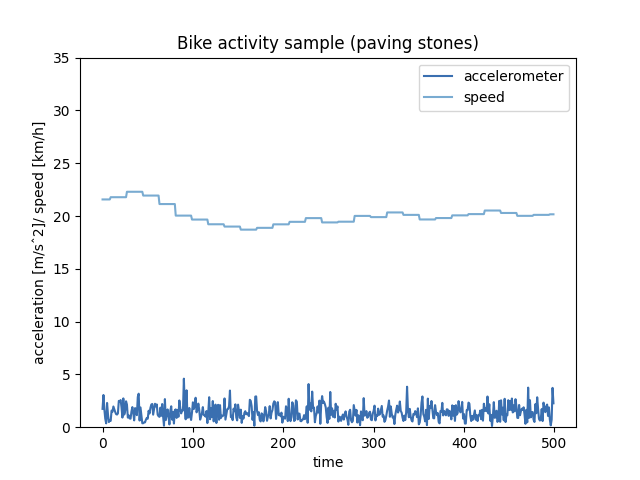 Bike activity sample (paving stones)
accelerometer
speed
35
30
25
20
15
10
5
0
acceleration [m/s^2]/ speed [km/h]
0 100 200 300 400 500
time